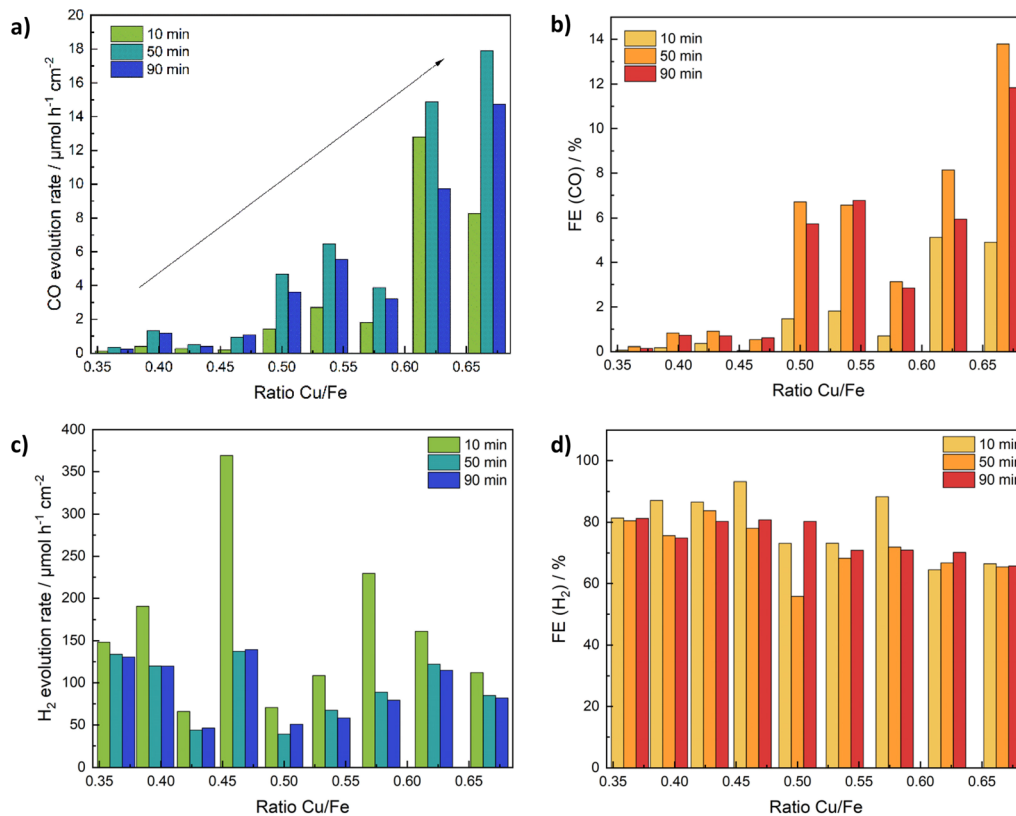 a)
CO evolution rate / µmol h⁻¹ cm⁻²
20
18
16
14
12
10
8
6
4
2
0
10 min
50 min
90 min
0.35 0.40 0.45 0.50 0.55 0.60 0.65
Ratio Cu/Fe
b)
FE (CO) / %
14
12
10
8
6
4
2
0
10 min
50 min
90 min
0.35 0.40 0.45 0.50 0.55 0.60 0.65
Ratio Cu/Fe
c)
H₂ evolution rate / µmol h⁻¹ cm⁻²
400
350
300
250
200
150
100
50
0
10 min
50 min
90 min
0.35 0.40 0.45 0.50 0.55 0.60 0.65
Ratio Cu/Fe
d)
FE (H₂) / %
100
80
60
40
20
0
10 min
50 min
90 min
0.35 0.40 0.45 0.50 0.55 0.60 0.65
Ratio Cu/Fe